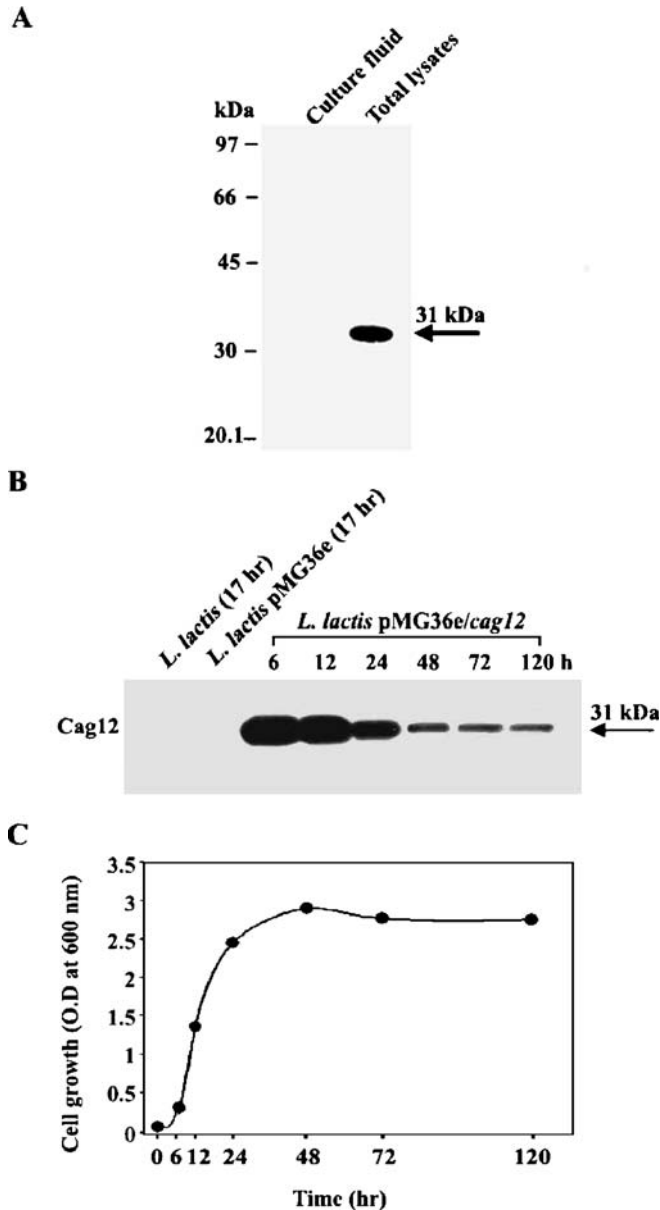 A
kDa
Culture fluid
Total lysates
97
66
45
31 kDa
30
20.1
B
L. lactis (17 hr)
L. lactis pMG36e (17 hr)
L. lactis pMG36e/cag12
6 12 24 48 72 120 h
Cag12
31 kDa
C
Cell growth (O.D at 600 nm)
3.5
3
2.5
1.5
1
0.5
0
0 6 12 24 48 72 120
Time (hr)